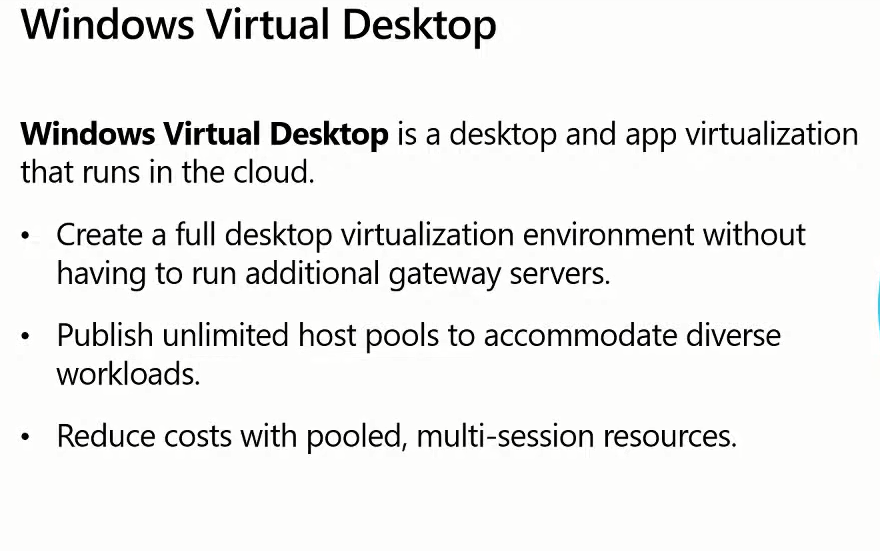 Windows Virtual Desktop
Windows Virtual Desktop is a desktop and app virtualization
that runs in the cloud.
• Create a full desktop virtualization environment without
having to run additional gateway servers.
• Publish unlimited host pools to accommodate diverse
workloads.
• Reduce costs with pooled, multi-session resources.